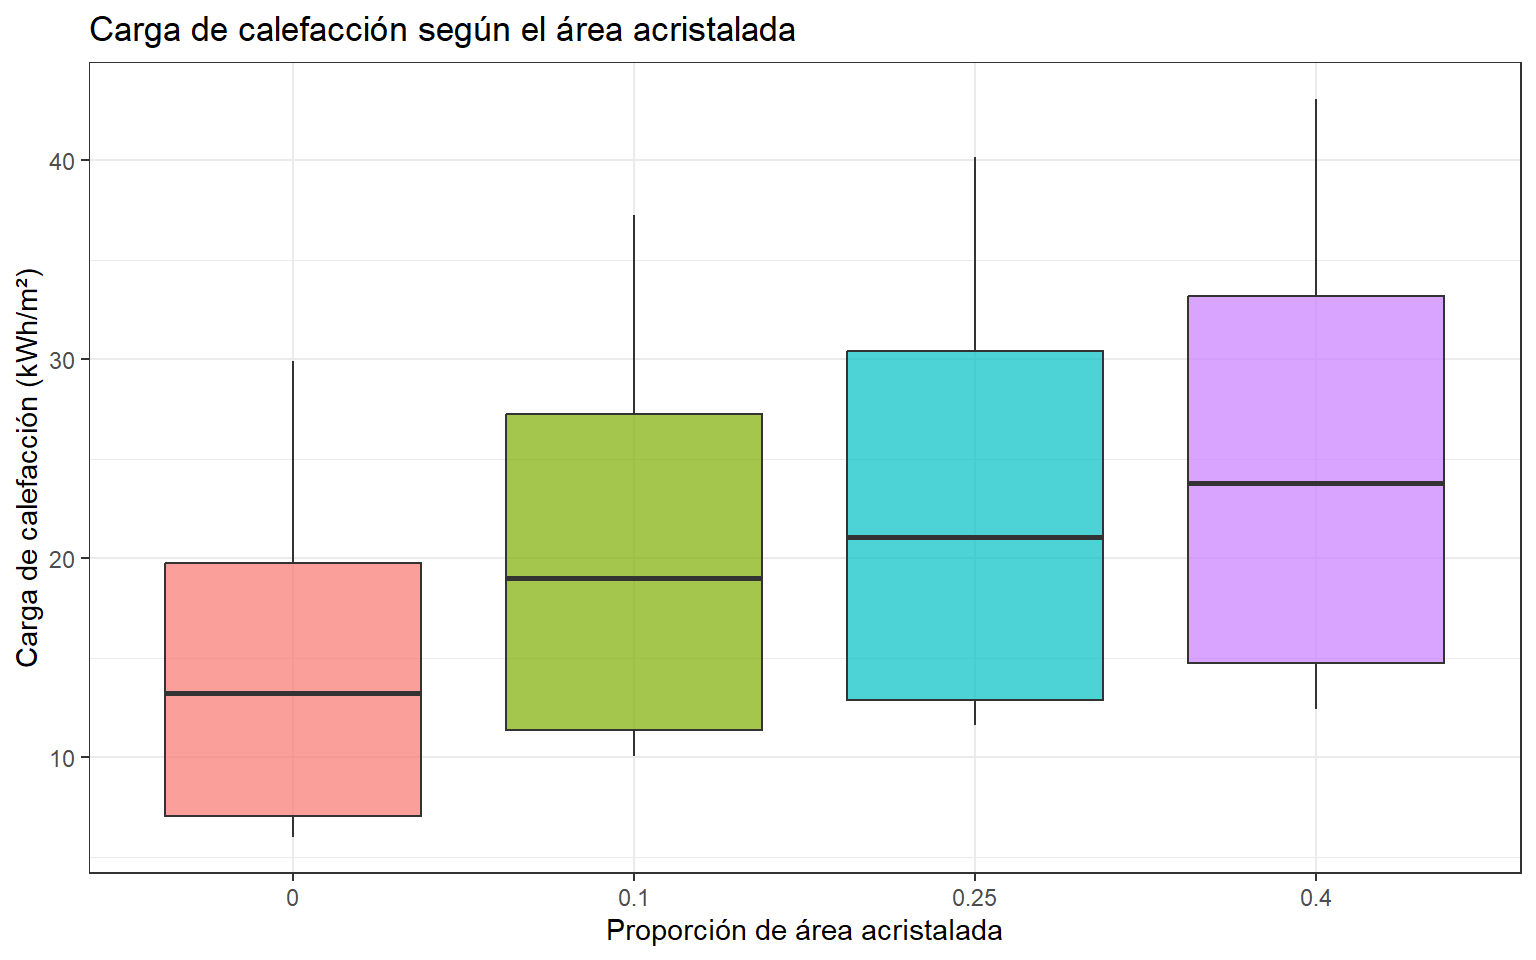 Carga de calefacción según el área acristalada
Carga de calefacción (kWh/m²)
40
30
20
10
0 0.1 0.25 0.4
Proporción de área acristalada